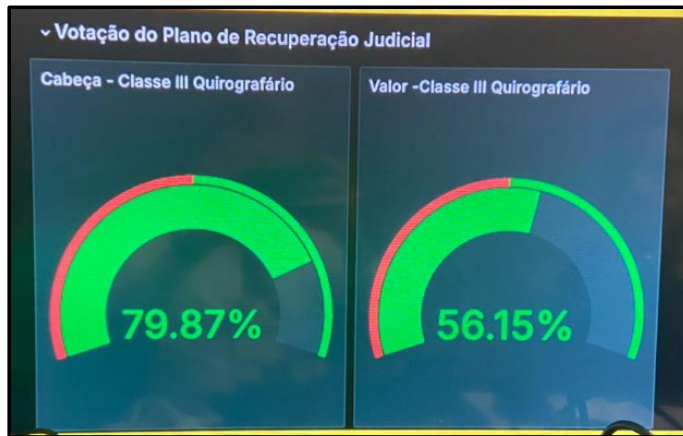 Votação do Plano de Recuperação Judicial
Cabeça - Classe III Quirografário
Valor -Classe III Quirografário
79.87%
56.15%